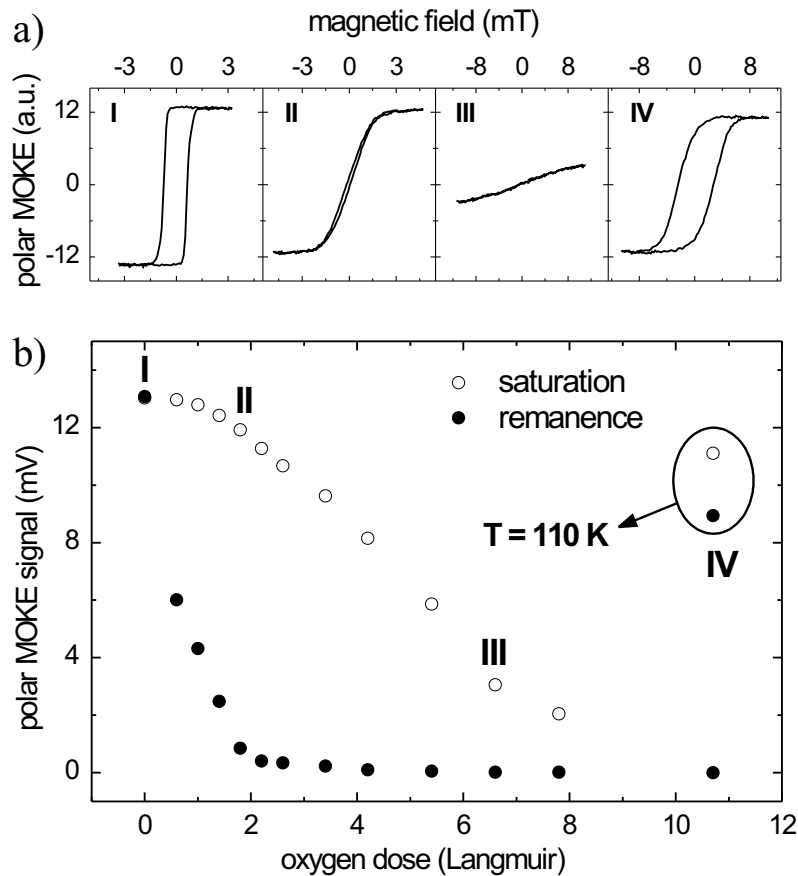 a)
magnetic field (mT)
-3 0 3 -3 0 3 -8 0 8 -8 0 8
I II III IV
12
0
-12
polar MOKE (a.u.)
b)
I
II
III
IV
saturation
remanence
T = 110 K
12
8
4
0
polar MOKE signal (mV)
0 2 4 6 8 10 12
oxygen dose (Langmuir)